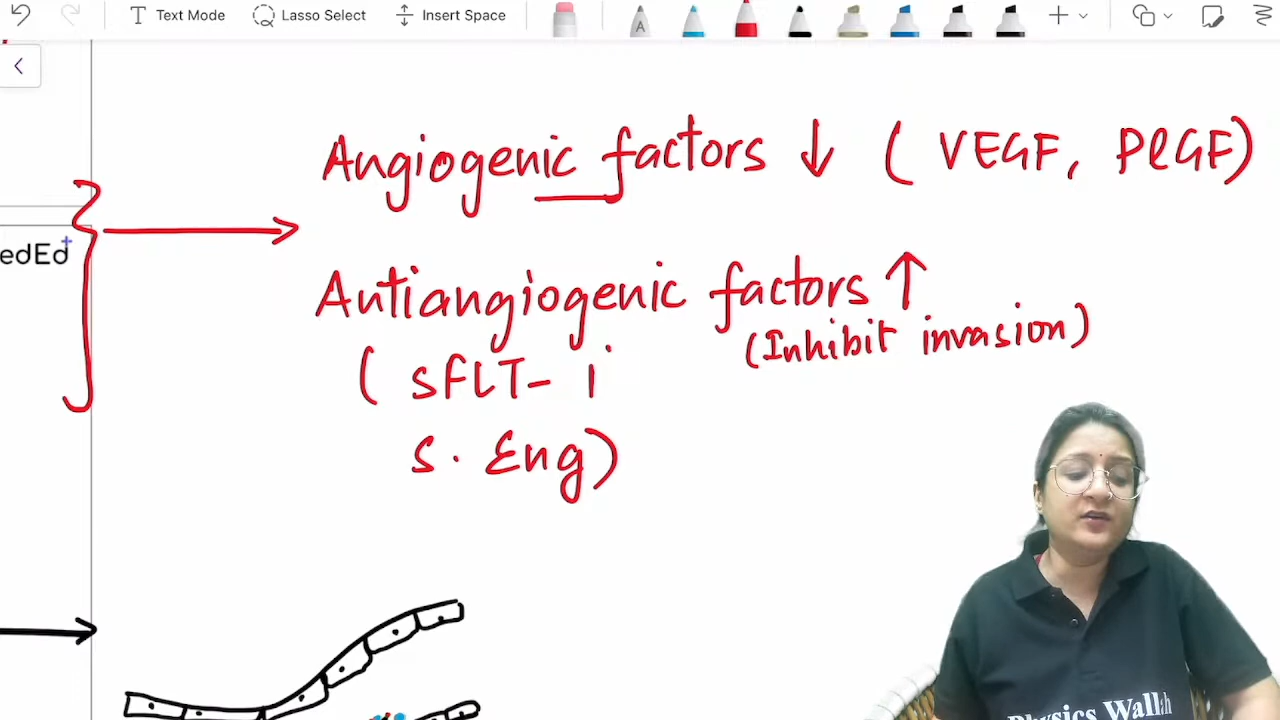 Text Mode Lasso Select Insert Space
A
Angiogenic factors ↓ ( VEGF, PlGF)
edEd+
Antiangiogenic factors ↑
(Inhibit invasion)
( sFLT- 1
s. Eng)
Physics Wallah